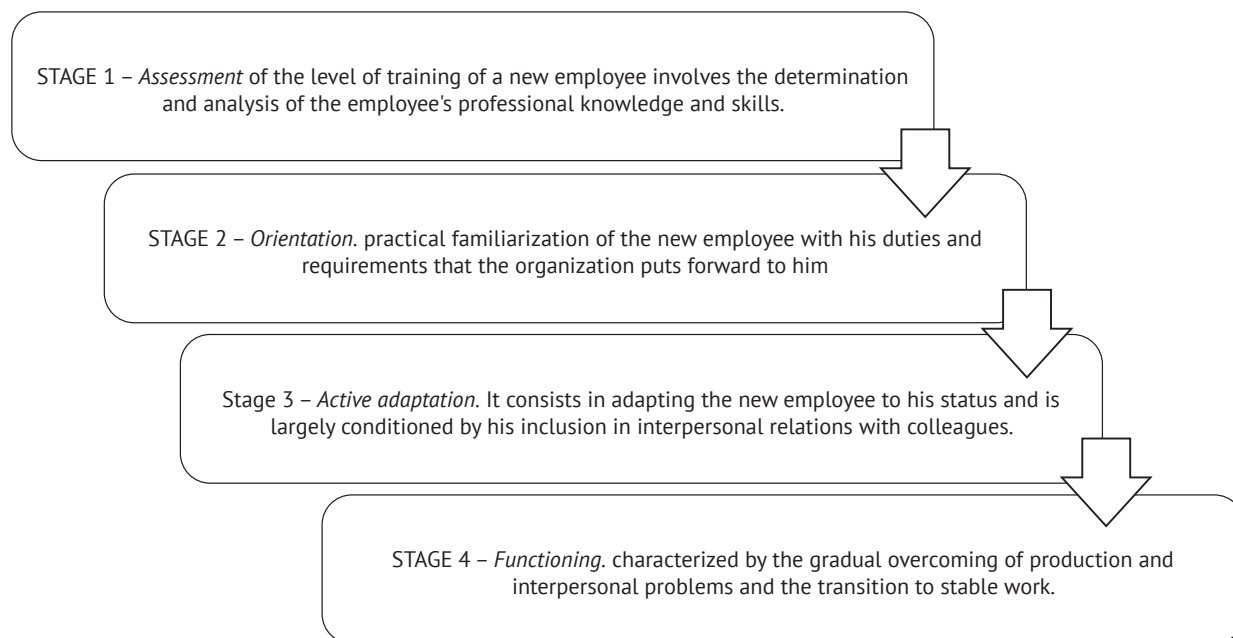 STAGE 1 – Assessment of the level of training of a new employee involves the determination
and analysis of the employee's professional knowledge and skills.
STAGE 2 – Orientation. practical familiarization of the new employee with his duties and
requirements that the organization puts forward to him
Stage 3 – Active adaptation. It consists in adapting the new employee to his status and is
largely conditioned by his inclusion in interpersonal relations with colleagues.
STAGE 4 – Functioning. characterized by the gradual overcoming of production and
interpersonal problems and the transition to stable work.